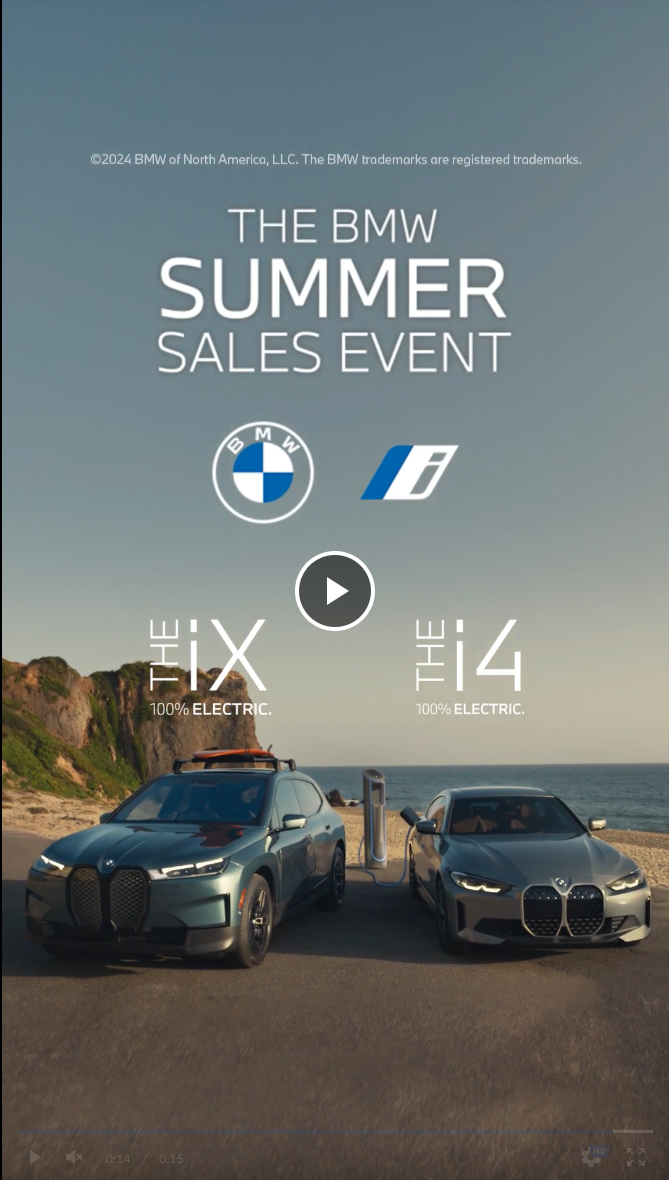 ©2024 BMW of North America, LLC. The BMW trademarks are registered trademarks.
THE BMW
SUMMER
SALES EVENT
BMW
i
THE iX
100% ELECTRIC.
THE i4
100% ELECTRIC.
0:14 / 0:15
HD